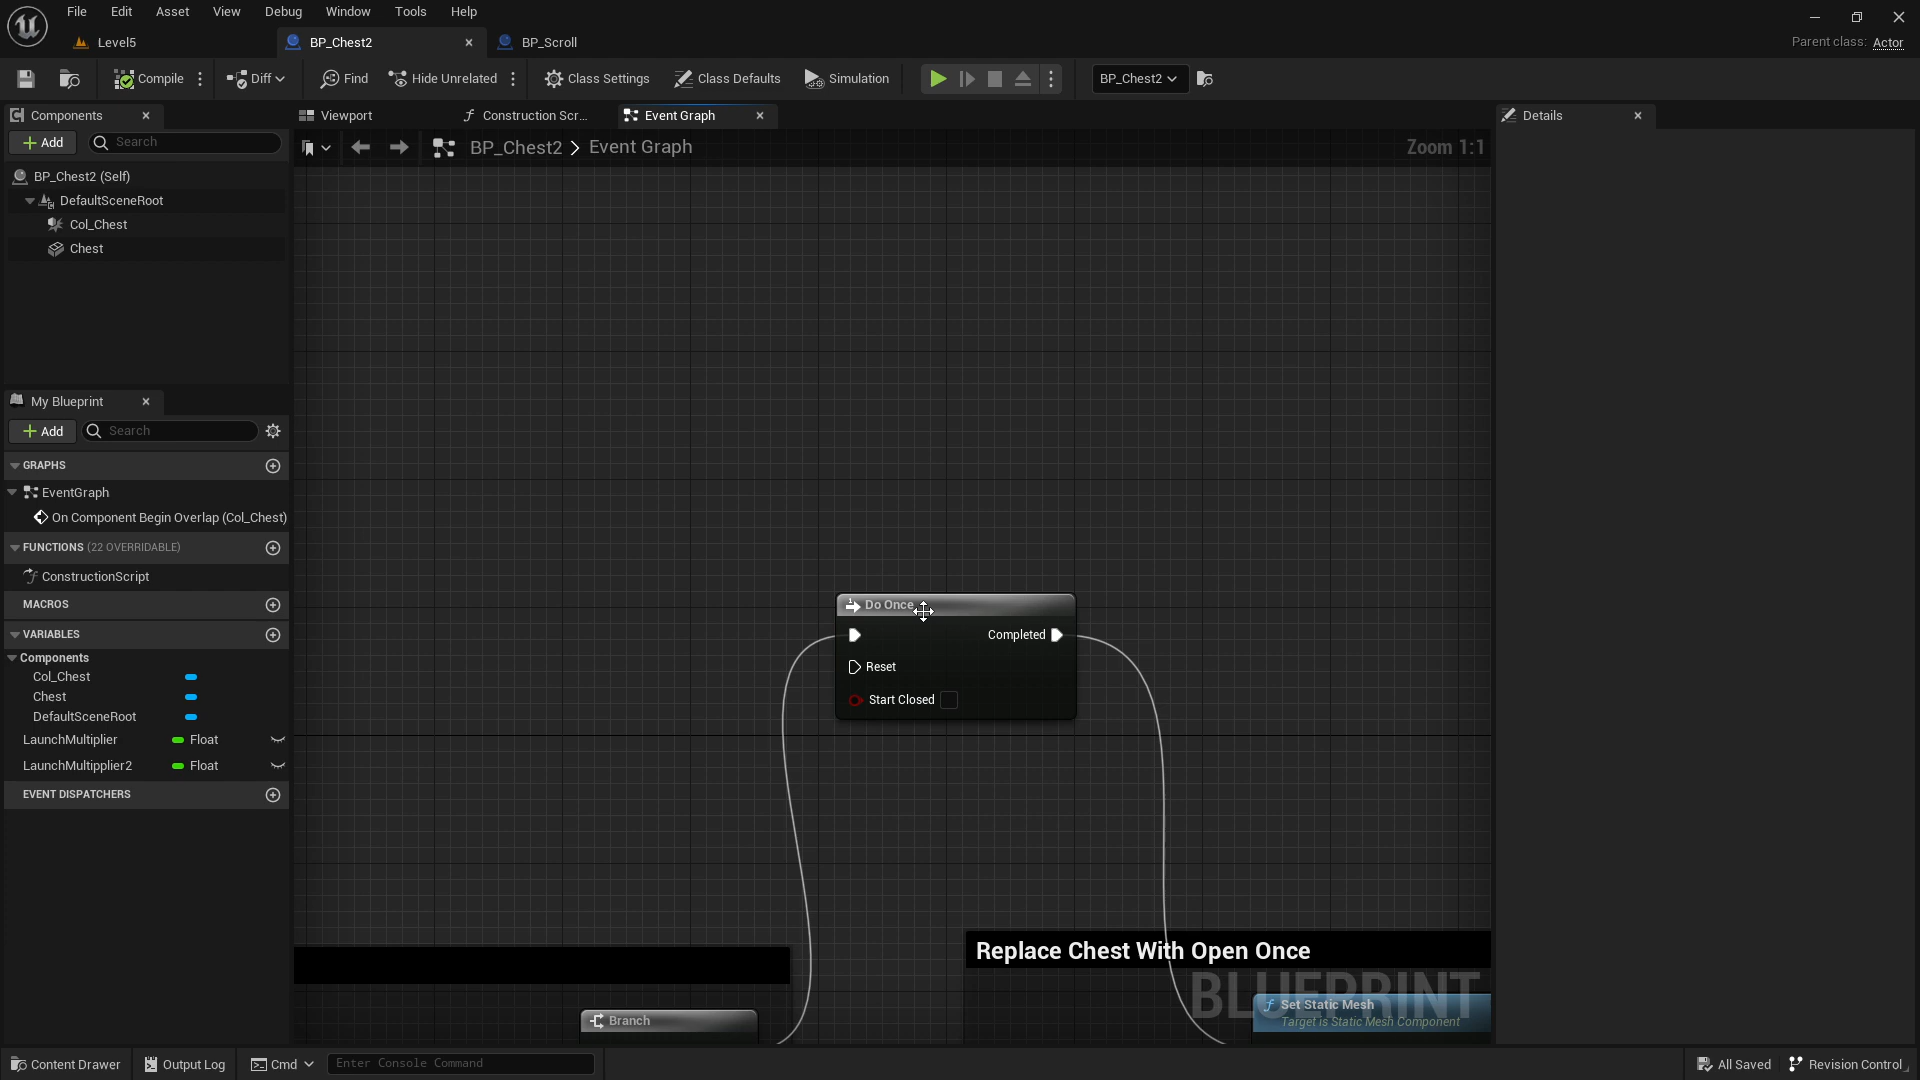 File Edit Asset View Window Debug Tools Help
Level5 BP_Chest2 BP_Scroll
Parent class: Actor
Compile Diff Find Hide Unrelated Class Settings Class Defaults Simulation BP_Chest2
Components
Add Search
BP_Chest2 (Self)
DefaultSceneRoot
Col_Chest
Chest
My Blueprint
Add Search
GRAPHS
EventGraph
On Component Begin Overlap (Col_Chest)
FUNCTIONS (22 OVERRIDABLE)
ConstructionScript
MACROS
VARIABLES
Components
Col_Chest
Chest
DefaultSceneRoot
LaunchMultiplier Float
LaunchMultipplier2 Float
EVENT DISPATCHERS
Viewport Construction Scr... Event Graph
BP_Chest2 > Event Graph Zoom 1:1
Do Once
Completed
Reset
Start Closed
Replace Chest With Open Once
BLUEPRINT
Set Static Mesh
Target is Static Mesh Component
Branch
Details
Content Drawer Output Log Cmd Enter Console Command All Saved Revision Control